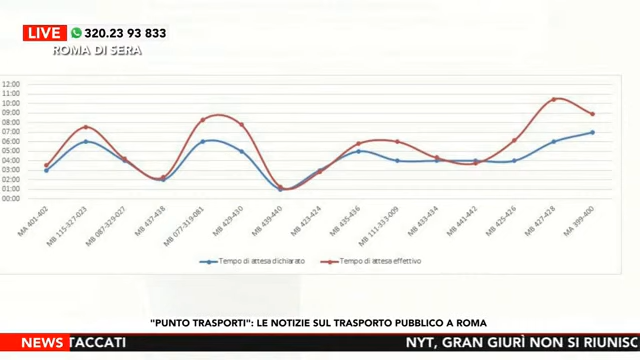 LIVE 320.23 93 833
ROMA DI SERA
12:00
11:00
10:00
09:00
08:00
07:00
06:00
05:00
04:00
03:00
02:00
01:00
00:00
MA 401-402
MB 115-327-023
MB 087-329-027
MB 437-438
MB 077-319-081
MB 429-430
MB 439-440
MB 423-424
MB 435-436
MB 111-333-009
MB 433-434
MB 441-442
MB 425-426
MB 427-428
MA 399-400
Tempo di attesa dichiarato
Tempo di attesa effettivo
"PUNTO TRASPORTI": LE NOTIZIE SUL TRASPORTO PUBBLICO A ROMA
NEWS TACCATI NYT, GRAN GIURÌ NON SI RIUNISC